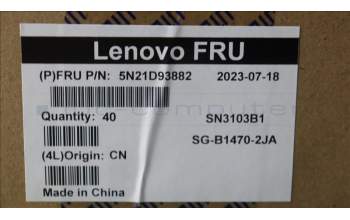 Lenovo FRU
(P)FRU P/N: 5N21D93882 2023-07-18
Quantity: 40 SN3103B1
SG-B1470-2JA
(4L)Origin: CN
Made in China